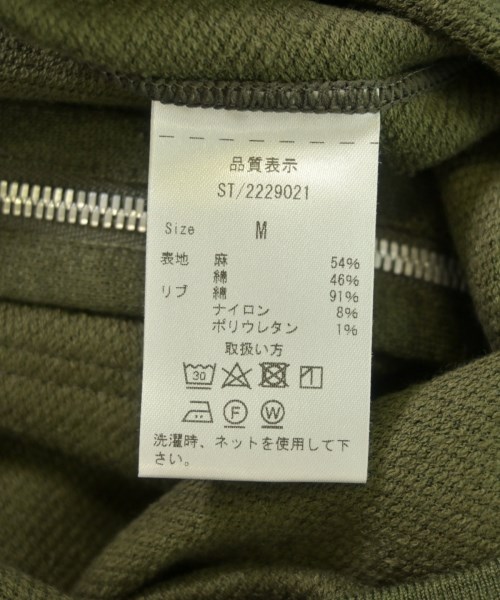 品質表示
ST/2229021
Size M
表地 麻 54%
綿 46%
リブ 綿 91%
ナイロン 8%
ポリウレタン 1%
取扱い方
30
F W
洗濯時、ネットを使用して下
さい。